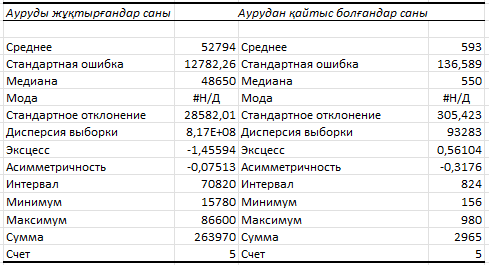 Ауруды жұқтырғандар саны Аурудан қайтыс болғандар саны
Среднее 52794 Среднее 593
Стандартная ошибка 12782,26 Стандартная ошибка 136,589
Медиана 48650 Медиана 550
Мода #Н/Д Мода #Н/Д
Стандартное отклонение 28582,01 Стандартное отклонение 305,423
Дисперсия выборки 8,17E+08 Дисперсия выборки 93283
Эксцесс -1,45594 Эксцесс 0,56104
Асимметричность -0,07513 Асимметричность -0,3176
Интервал 70820 Интервал 824
Минимум 15780 Минимум 156
Максимум 86600 Максимум 980
Сумма 263970 Сумма 2965
Счет 5 Счет 5